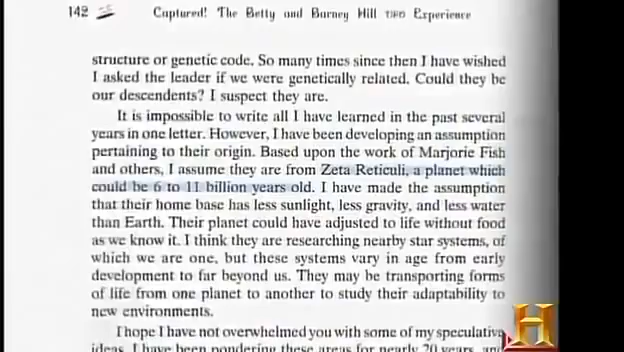 142
Captured! The Betty and Barney Hill UFO Experience
structure or genetic code. So many times since then I have wished
I asked the leader if we were genetically related. Could they be
our descendents? I suspect they are.
It is impossible to write all I have learned in the past several
years in one letter. However, I have been developing an assumption
pertaining to their origin. Based upon the work of Marjorie Fish
and others, I assume they are from Zeta Reticuli, a planet which
could be 6 to 11 billion years old. I have made the assumption
that their home base has less sunlight, less gravity, and less water
than Earth. Their planet could have adjusted to life without food
as we know it. I think they are researching nearby star systems, of
which we are one, but these systems vary in age from early
development to far beyond us. They may be transporting forms
of life from one planet to another to study their adaptability to
new environments.
I hope I have not overwhelmed you with some of my speculative
ideas. I have been pondering these areas for nearly 20 years, and
H